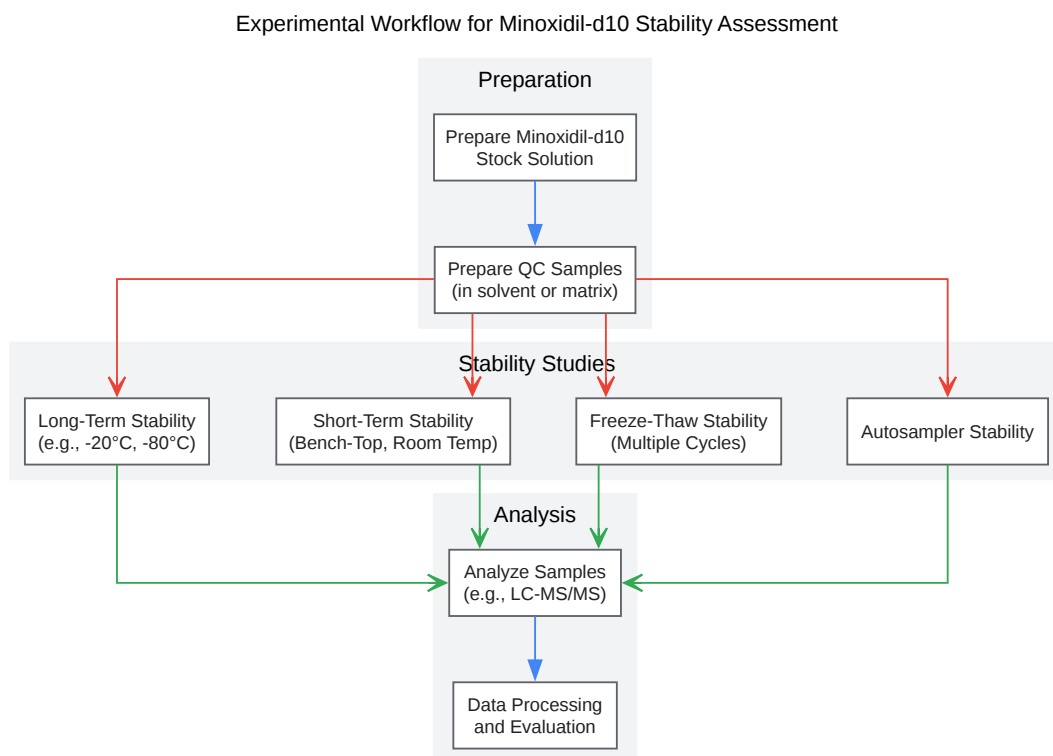 Experimental Workflow for Minoxidil-d10 Stability Assessment
Preparation
Prepare Minoxidil-d10
Stock Solution
Prepare QC Samples
(in solvent or matrix)
Stability Studies
Long-Term Stability
(e.g., -20°C, -80°C)
Short-Term Stability
(Bench-Top, Room Temp)
Freeze-Thaw Stability
(Multiple Cycles)
Autosampler Stability
Analysis
Analyze Samples
(e.g., LC-MS/MS)
Data Processing
and Evaluation